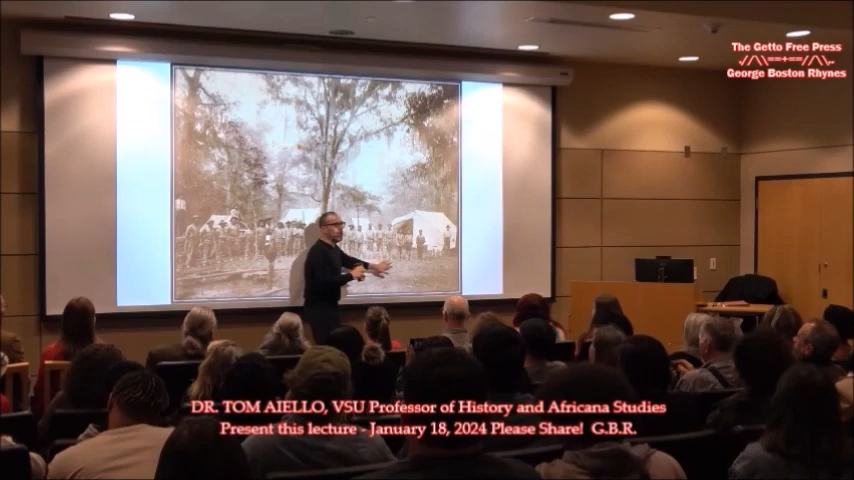 The Getto Free Press
George Boston Rhynes
DR. TOM AIELLO, VSU Professor of History and Africana Studies
Present this lecture - January 18, 2024 Please Share! G.B.R.